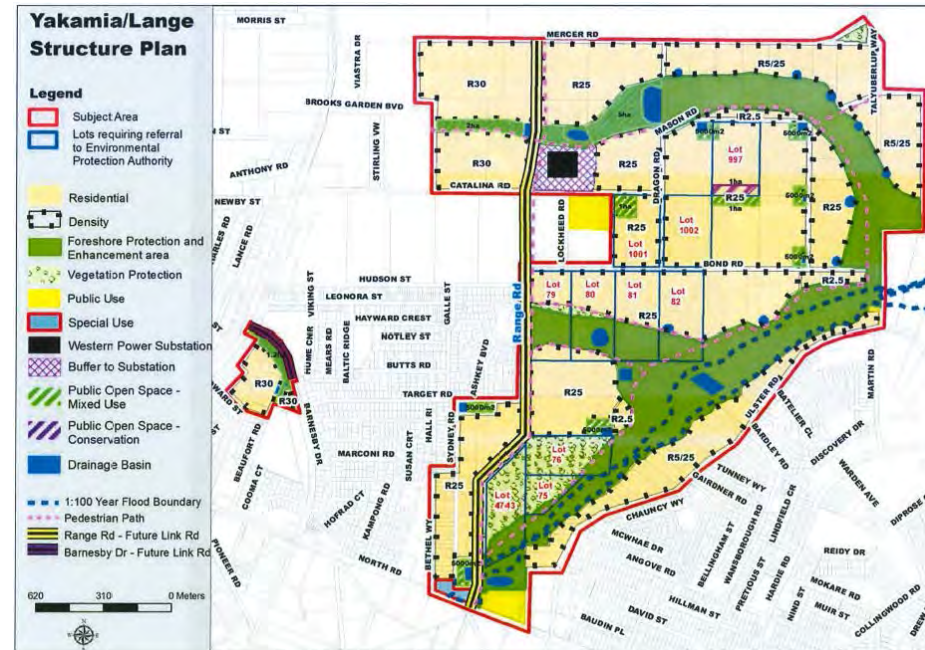 Yakamia/Lange
Structure Plan
Legend
Subject Area
Lots requiring referral
to Environmental
Protection Authority
Residential
Density
Foreshore Protection and
Enhancement area
Vegetation Protection
Public Use
Special Use
Western Power Substation
Buffer to Substation
Public Open Space -
Mixed Use
Public Open Space -
Conservation
Drainage Basin
1:100 Year Flood Boundary
Pedestrian Path
Range Rd - Future Link Rd
Barnesby Dr - Future Link Rd
620 310 0 Meters
MORRIS ST
VIASTRA DR
BROOKS GARDEN BVD
STIRLING VW
ANTHONY RD
NEWBY ST
LANCE RD
MERCER RD
TALYUBERLUP WAY
R30
R25
R5/25
MASON RD
R2.5
5000m2
R30
R25
DRAGON RD
Lot
997
R5/25
CATALINA RD
LOCKHEED RD
1ha
R25
Lot
1001
Lot
1002
1ha
R25
1ha
R25
BOND RD
R2.5
HUDSON ST
LEONORA ST
VIKING ST
HAYWARD CREST
GALLE ST
Range Rd
Lot
79
Lot
80
Lot
81
Lot
82
HUME CNR
MEARS RD
BALTIC RIDGE
NOTLEY ST
BUTTS RD
ASHKEY BVD
TARGET RD
R25
R2.5
ULSTER RD
MARTIN RD
R30
R30
BARNESBY DR
BEAUFORT RD
COOMA CT
PIONEER RD
HALL RI
SYDNEY RD
5000m2
SUSAN CRT
MARCONI RD
HOFRAD CT
KAMPONG RD
NORTH RD
R25
BETHEL WY
Lot
76
Lot
75
Lot
4743
R5/25
BATELIER CL
BARDLEY RD
DISCOVERY DR
WARDEN AVE
TUNNEY WY
GAIRDNER RD
CHAUNCY WY
MCWHAE DR
ANGOVE RD
BELLINGHAM ST
WANSBOROUGH RD
LINDFIELD CR
PRETIOUS ST
HARDIE RD
REIDY DR
NIND ST
MOKARE RD
MUIR ST
COLLINGWOOD RD
HILLMAN ST
DAVID ST
BAUDIN PL